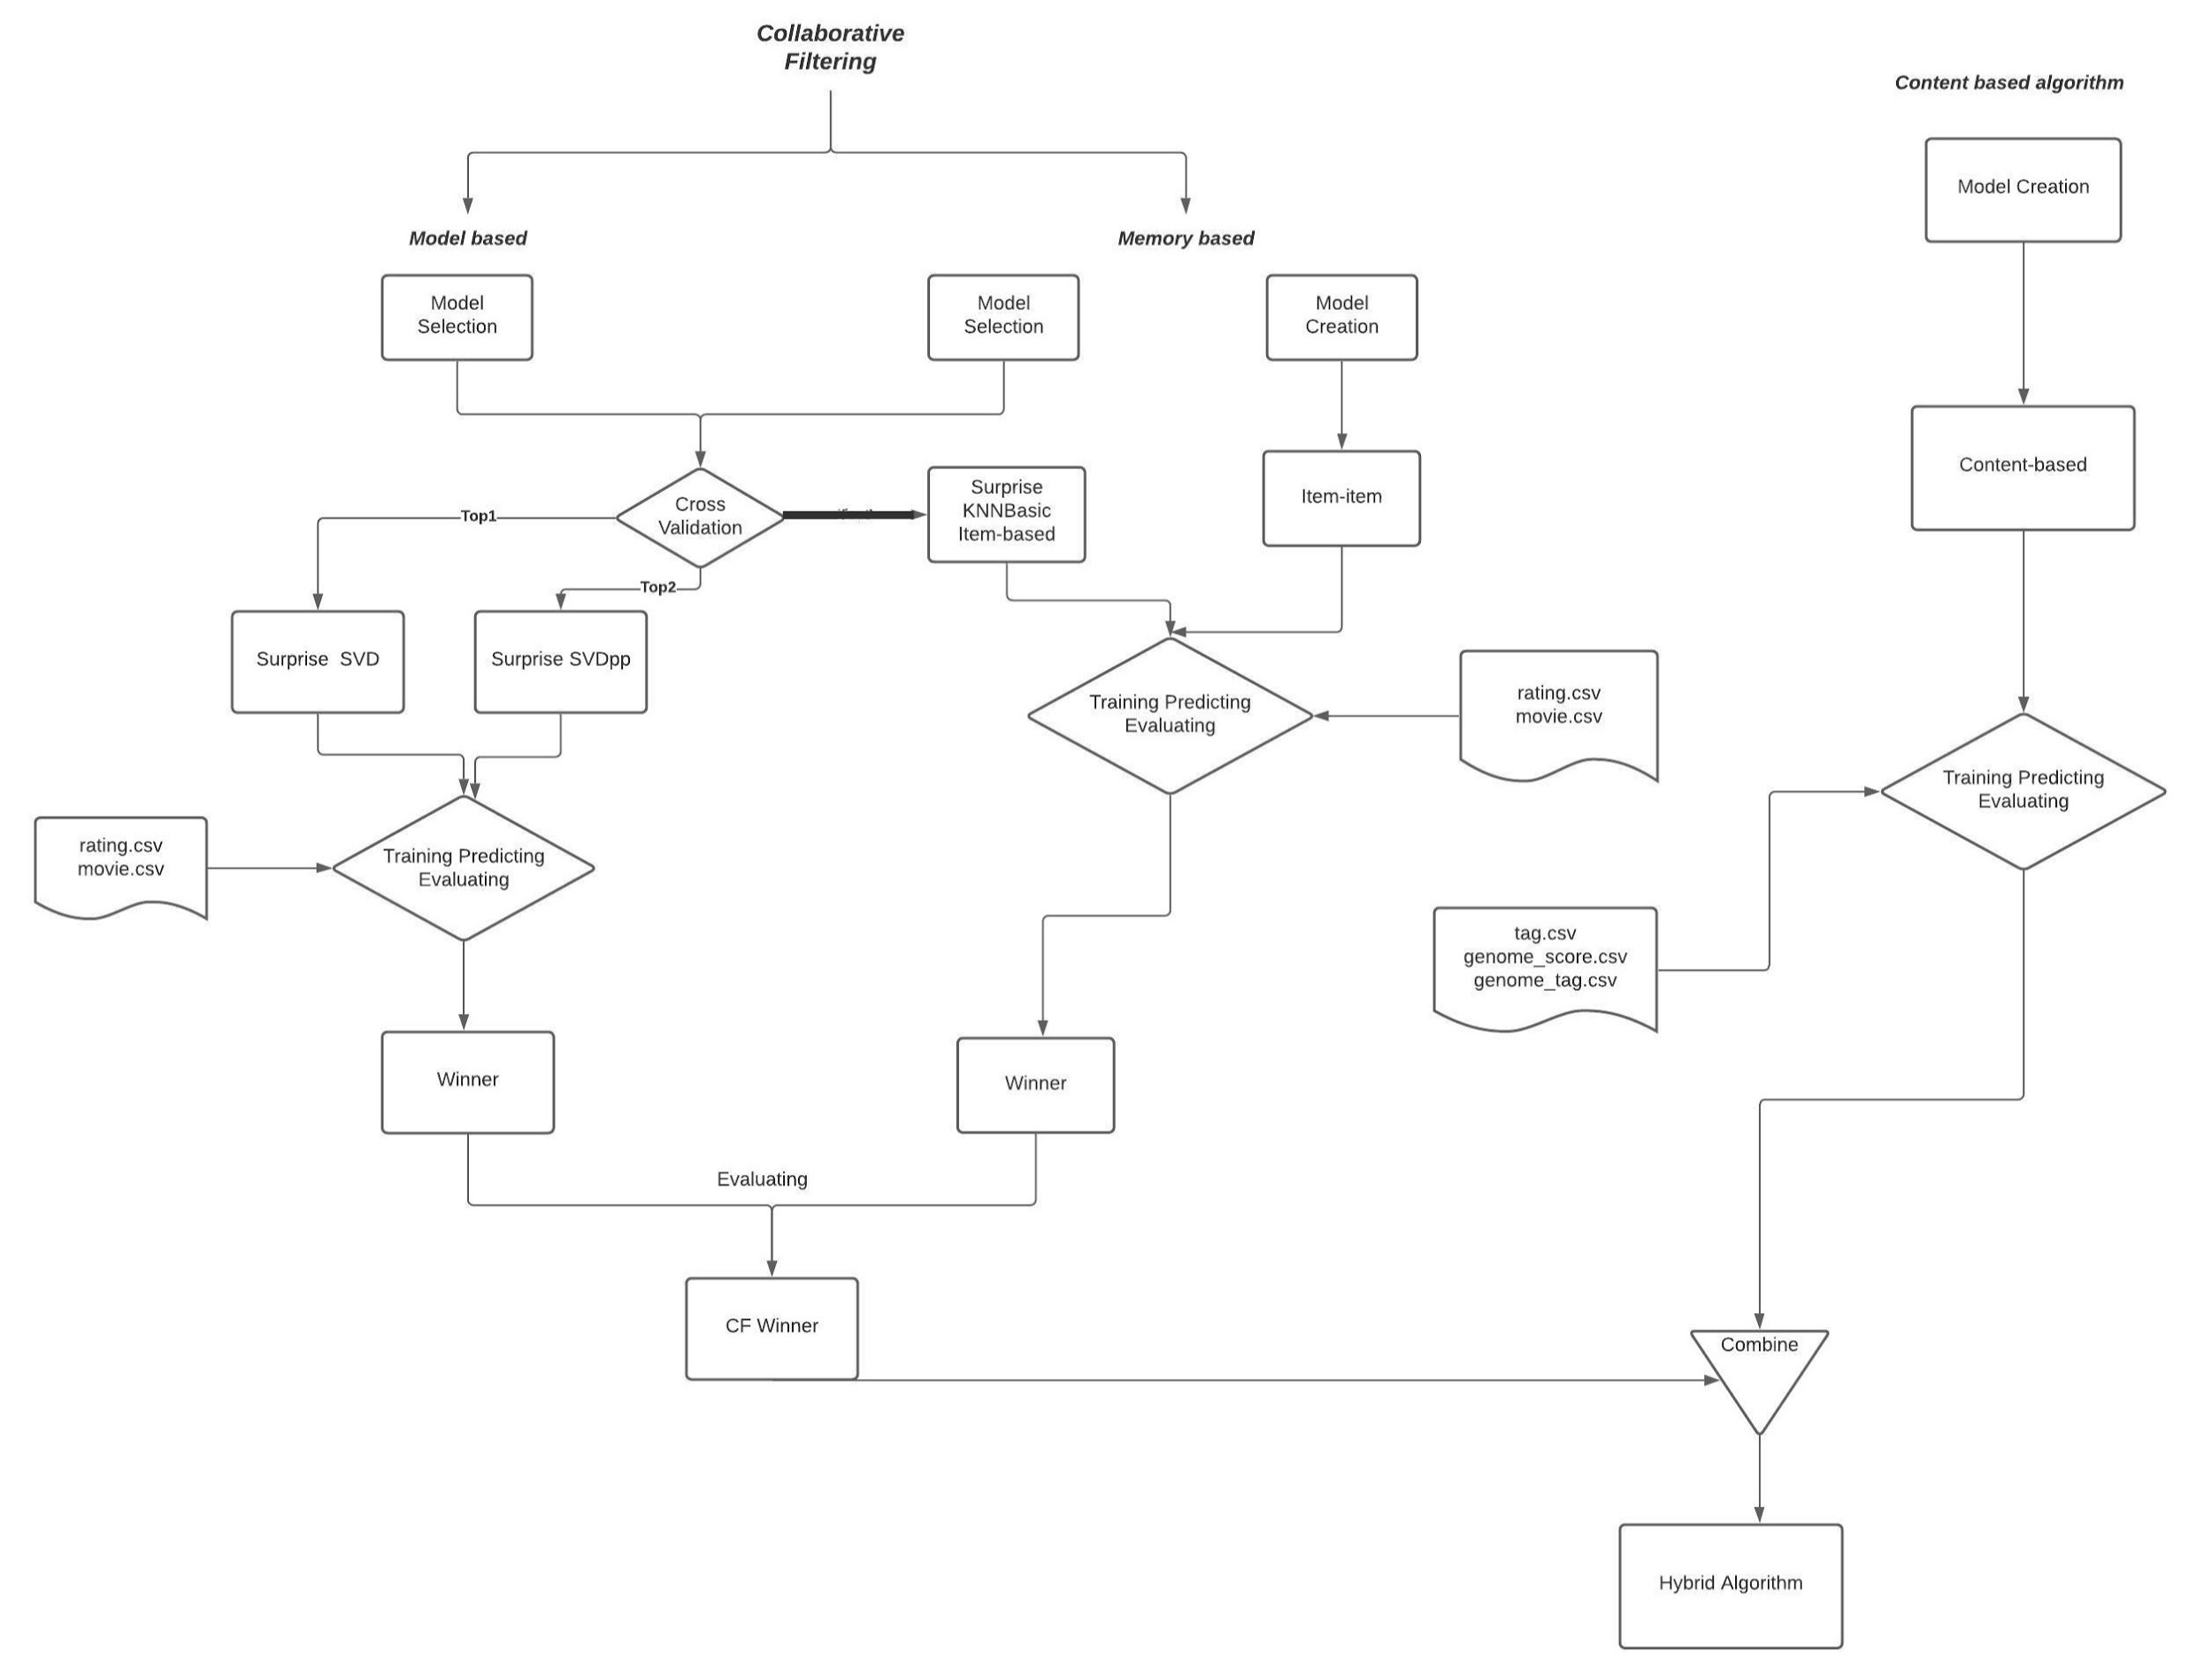 Collaborative
Filtering
Content based algorithm
Model Creation
Model based
Memory based
Model
Selection
Model
Selection
Model
Creation
Content-based
Cross
Validation
Surprise
KNNBasic
Item-based
Item-item
Top1
Top2
Surprise SVD
Surprise SVDpp
Training Predicting
Evaluating
rating.csv
movie.csv
Training Predicting
Evaluating
rating.csv
movie.csv
Training Predicting
Evaluating
tag.csv
genome_score.csv
genome_tag.csv
Winner
Winner
Evaluating
CF Winner
Combine
Hybrid Algorithm